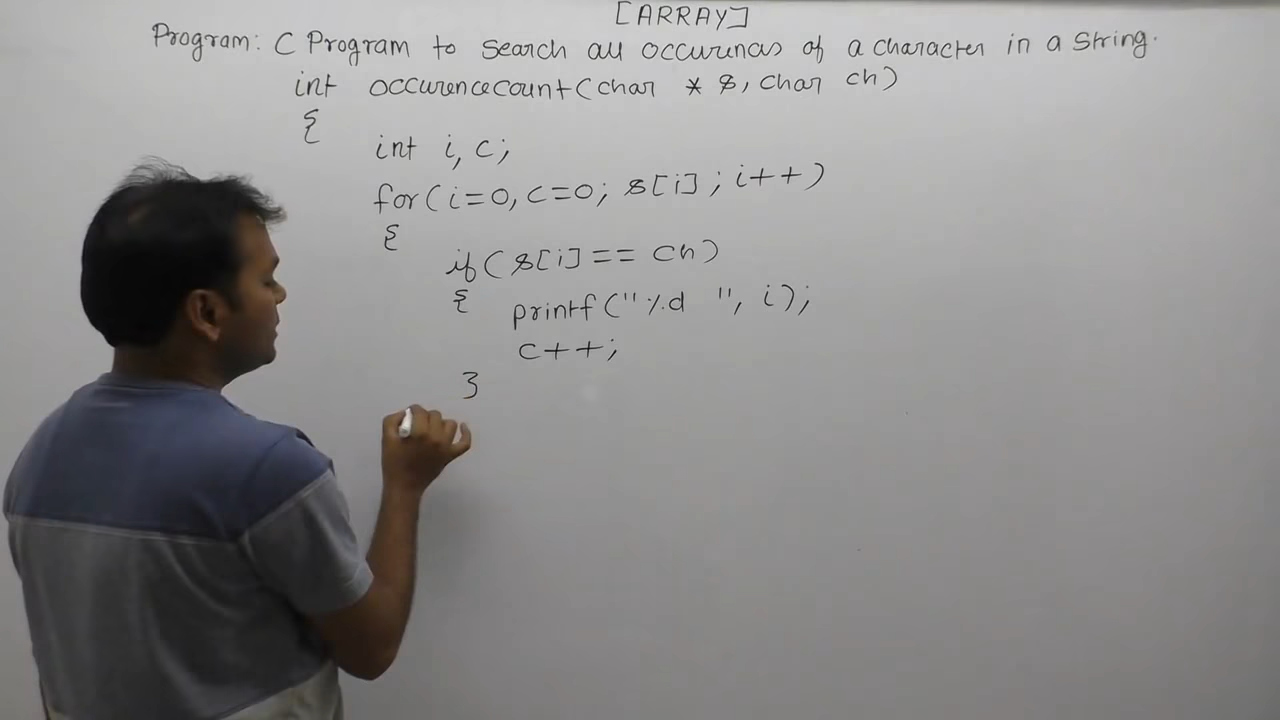 [ARRAY]
Program: C Program to search all occurences of a character in a string.
int occurencecount(char * s, char ch)
{
int i, c;
for(i=0, c=0; s[i]; i++)
{
if(s[i] == ch)
{ printf("%d ", i);
c++;
}